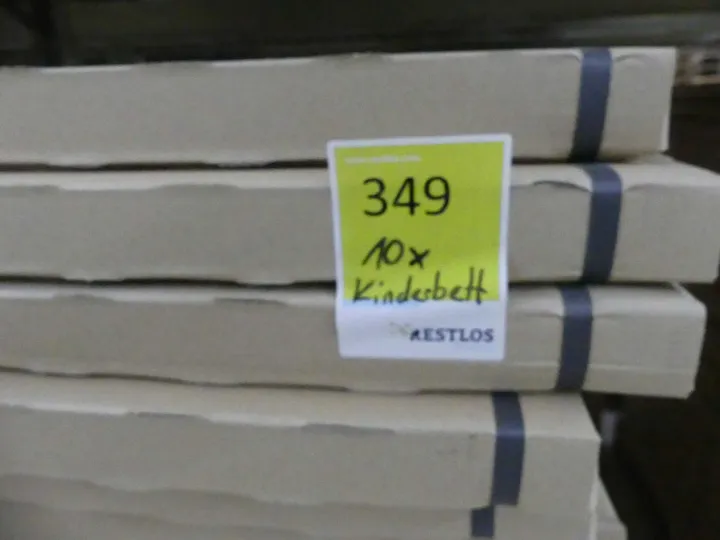 349
10x
Kinderbett
RESTLOS